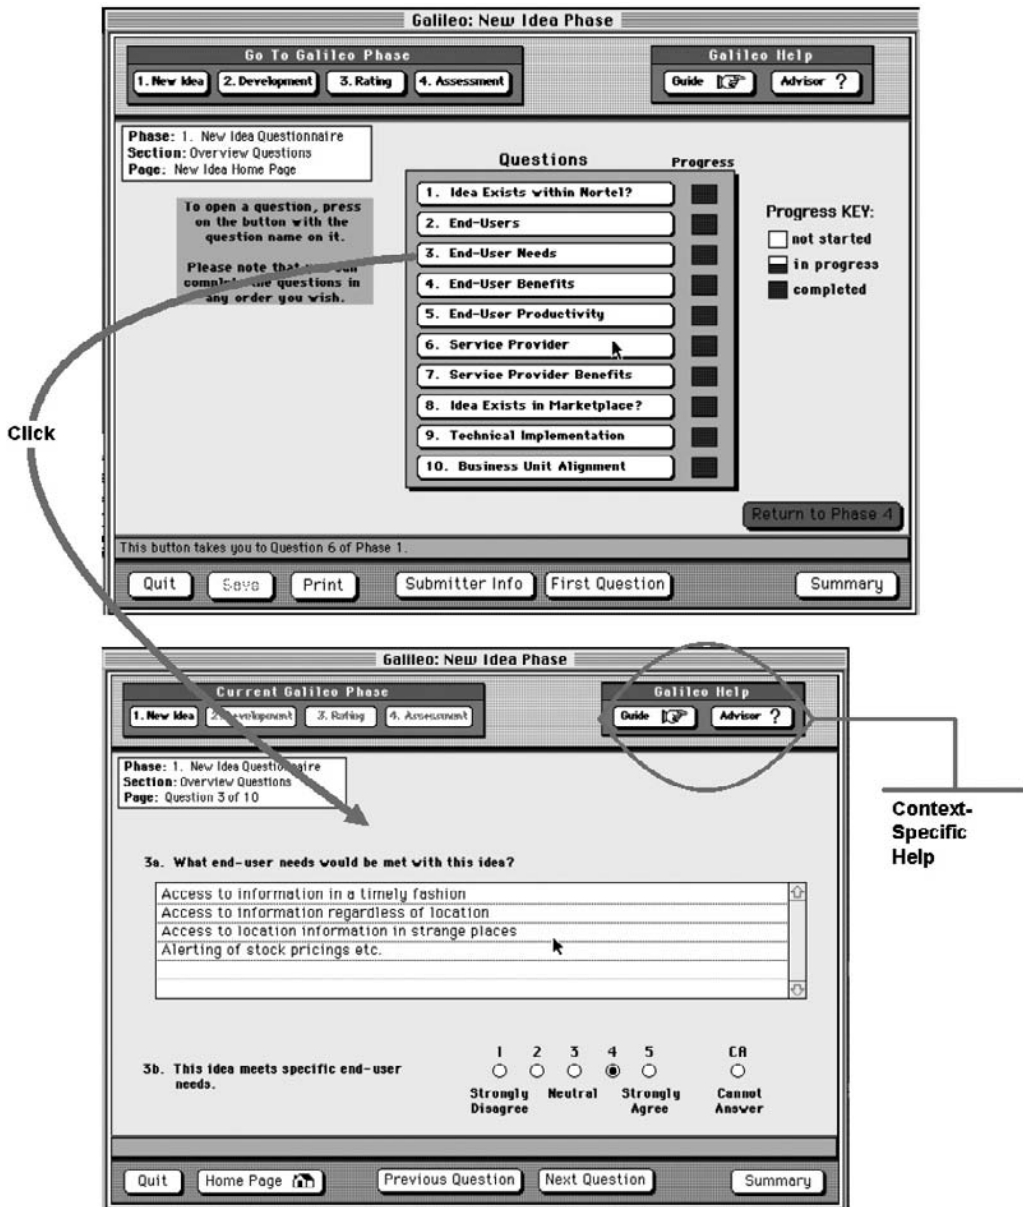 Galileo: New Idea Phase
Go To Galileo Phase
1. New Idea 2. Development 3. Rating 4. Assessment
Galileo Help
Guide Advisor ?
Phase: 1. New Idea Questionnaire
Section: Overview Questions
Page: New Idea Home Page
To open a question, press
on the button with the
question name on it.
Please note that you can
complete the questions in
any order you wish.
Questions Progress
1. Idea Exists within Nortel?
2. End-Users
3. End-User Needs
4. End-User Benefits
5. End-User Productivity
6. Service Provider
7. Service Provider Benefits
8. Idea Exists in Marketplace?
9. Technical Implementation
10. Business Unit Alignment
Progress KEY:
not started
in progress
completed
Click
Return to Phase 4
This button takes you to Question 6 of Phase 1.
Quit Save Print Submitter Info First Question Summary
Galileo: New Idea Phase
Current Galileo Phase
1. New Idea 2. Development 3. Rating 4. Assessment
Galileo Help
Guide Advisor ?
Phase: 1. New Idea Questionnaire
Section: Overview Questions
Page: Question 3 of 10
Context-
Specific
Help
3a. What end-user needs would be met with this idea?
Access to information in a timely fashion
Access to information regardless of location
Access to location information in strange places
Alerting of stock pricings etc.
3b. This idea meets specific end-user
needs.
1 2 3 4 5 CA
Strongly Neutral Strongly Cannot
Disagree Agree Answer
Quit Home Page Previous Question Next Question Summary